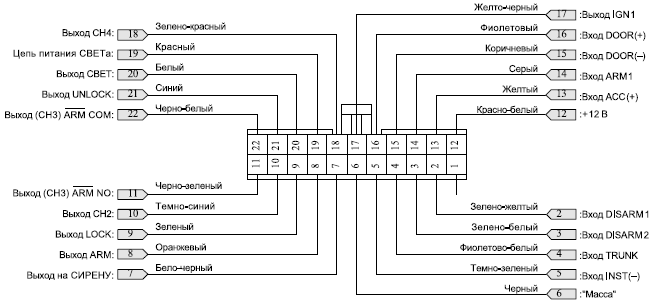 Желто-черный 17 :Выход IGN1
Выход CH4: 18 Зелено-красный Фиолетовый 16 :Вход DOOR(+)
Цепь питания СВЕТа: 19 Красный Коричневый 15 :Вход DOOR(–)
Выход СВЕТ: 20 Белый Серый 14 :Вход ARM1
Выход UNLOCK: 21 Синий Желтый 13 :Вход ACC(+)
Выход (CH3) ARM COM: 22 Черно-белый Красно-белый 12 :+12 В
22 21 20 19 18 17 16 15 14 13 12
11 10 9 8 7 6 5 4 3 2 1
Выход (CH3) ARM NO: 11 Черно-зеленый
Выход CH2: 10 Темно-синий Зелено-желтый 2 :Вход DISARM1
Выход LOCK: 9 Зеленый Зелено-белый 3 :Вход DISARM2
Выход ARM: 8 Оранжевый Фиолетово-белый 4 :Вход TRUNK
Выход на СИРЕНУ: 7 Бело-черный Темно-зеленый 5 :Вход INST(–)
Черный 6 :"Масса"